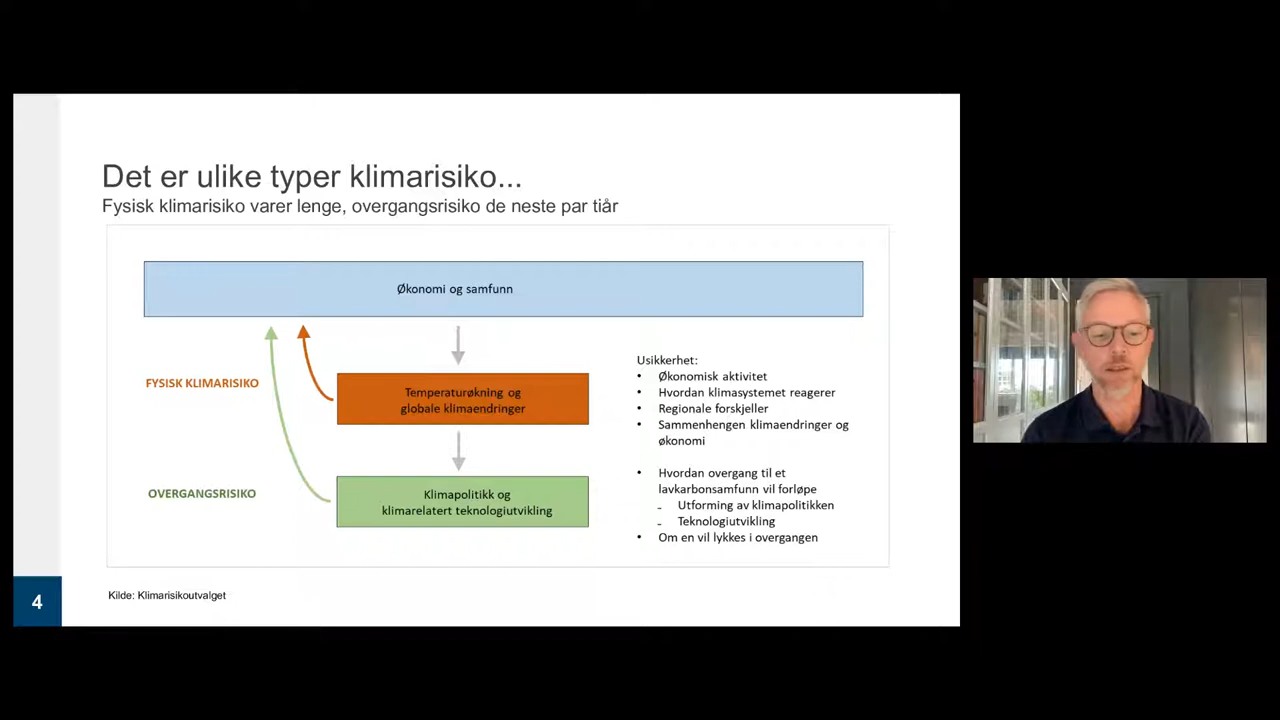 Det er ulike typer klimarisiko...
Fysisk klimarisiko varer lenge, overgangsrisiko de neste par tiår
Økonomi og samfunn
FYSISK KLIMARISIKO
Temperaturøkning og
globale klimaendringer
OVERGANGSRISIKO
Klimapolitikk og
klimarelatert teknologiutvikling
Usikkerhet:
• Økonomisk aktivitet
• Hvordan klimasystemet reagerer
• Regionale forskjeller
• Sammenhengen klimaendringer og
økonomi
• Hvordan overgang til et
lavkarbonsamfunn vil forløpe
- Utforming av klimapolitikken
- Teknologiutvikling
• Om en vil lykkes i overgangen
4
Kilde: Klimarisikoutvalget